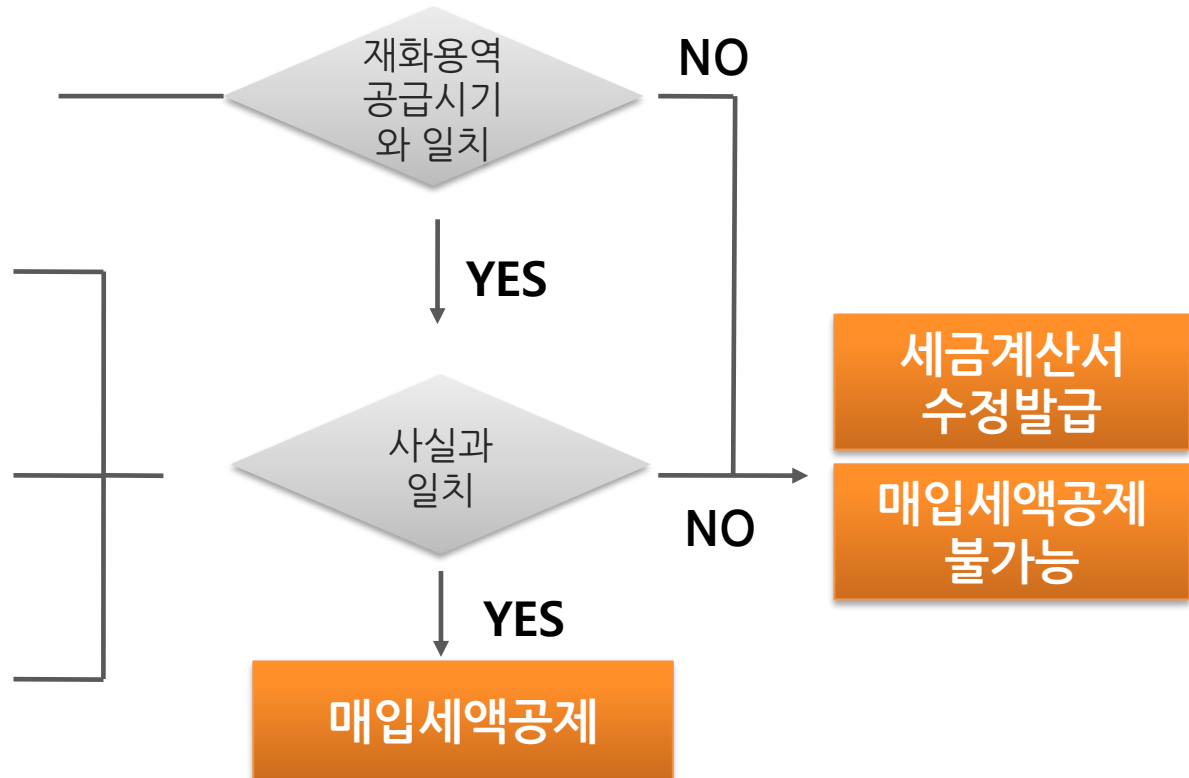 재화용역
공급시기
와 일치
NO
YES
세금계산서
수정발급
사실과
일치
매입세액공제
불가능
NO
YES
매입세액공제